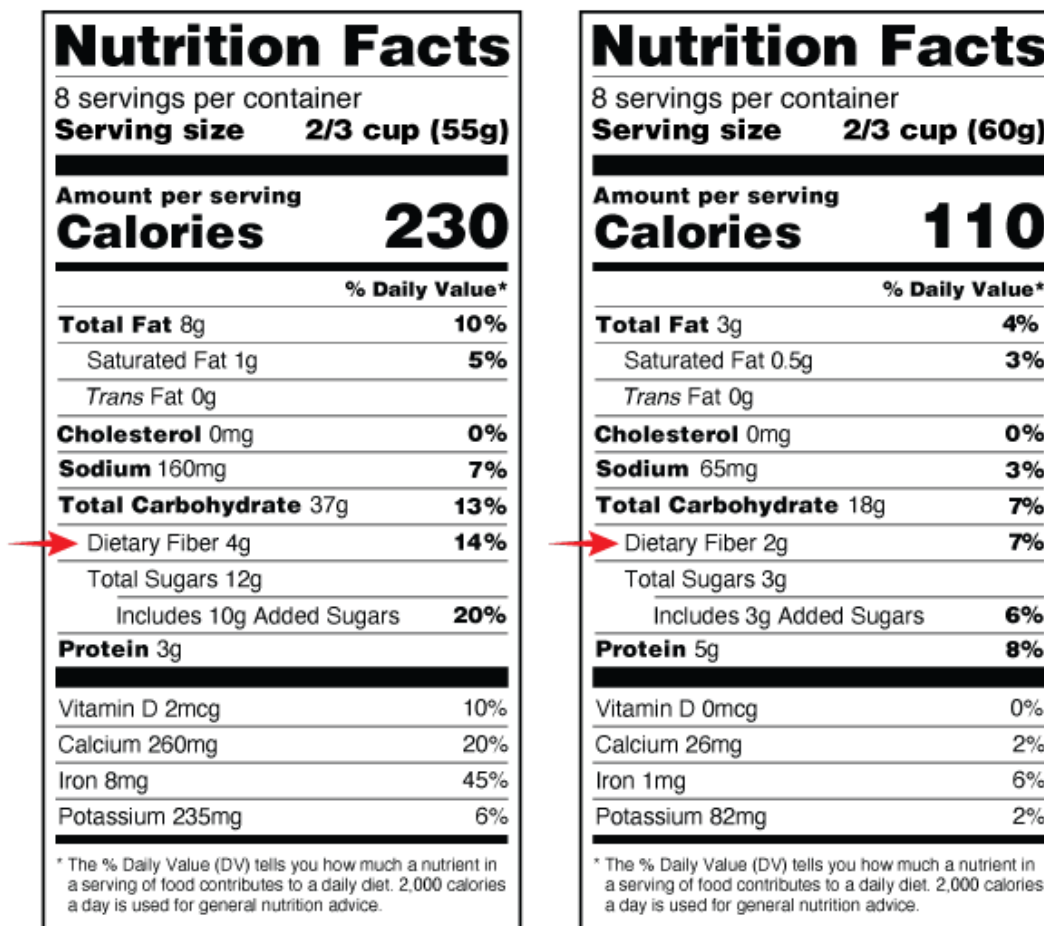 Nutrition Facts
8 servings per container
Serving size 2/3 cup (55g)
Amount per serving
Calories 230
% Daily Value*
Total Fat 8g 10%
Saturated Fat 1g 5%
Trans Fat 0g
Cholesterol 0mg 0%
Sodium 160mg 7%
Total Carbohydrate 37g 13%
Dietary Fiber 4g 14%
Total Sugars 12g
Includes 10g Added Sugars 20%
Protein 3g
Vitamin D 2mcg 10%
Calcium 260mg 20%
Iron 8mg 45%
Potassium 235mg 6%
* The % Daily Value (DV) tells you how much a nutrient in
a serving of food contributes to a daily diet. 2,000 calories
a day is used for general nutrition advice.
Nutrition Facts
8 servings per container
Serving size 2/3 cup (60g)
Amount per serving
Calories 110
% Daily Value*
Total Fat 3g 4%
Saturated Fat 0.5g 3%
Trans Fat 0g
Cholesterol 0mg 0%
Sodium 65mg 3%
Total Carbohydrate 18g 7%
Dietary Fiber 2g 7%
Total Sugars 3g
Includes 3g Added Sugars 6%
Protein 5g 8%
Vitamin D 0mcg 0%
Calcium 26mg 2%
Iron 1mg 6%
Potassium 82mg 2%
* The % Daily Value (DV) tells you how much a nutrient in
a serving of food contributes to a daily diet. 2,000 calories
a day is used for general nutrition advice.